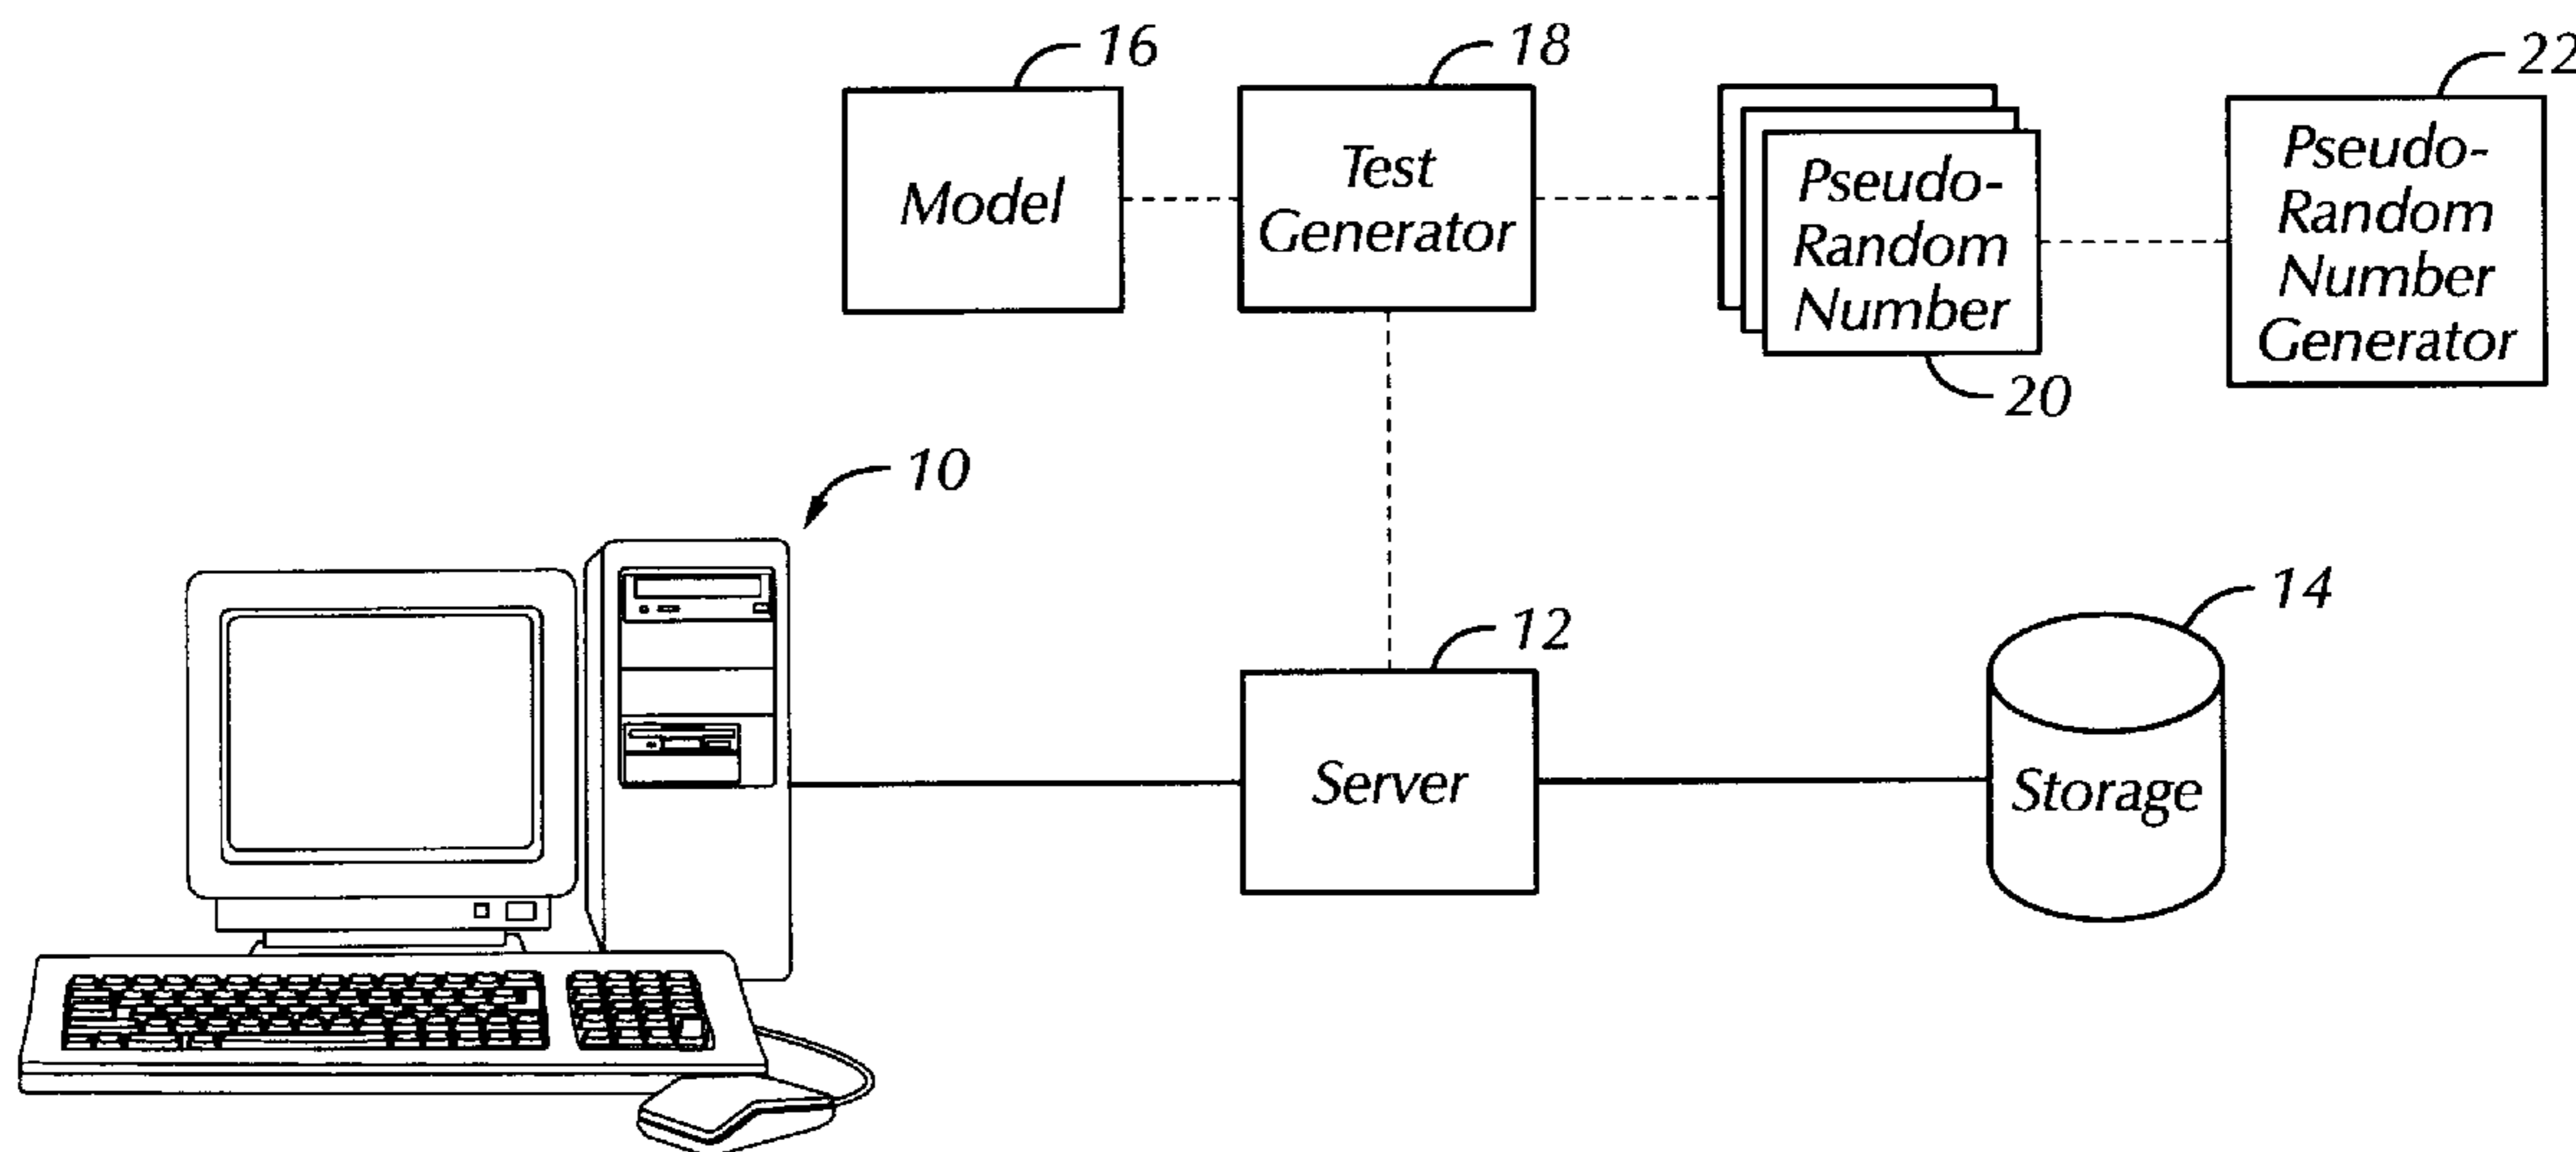 16
18
22
Model
Test
Generator
Pseudo-
Random
Number
20
Pseudo-
Random
Number
Generator
10
12
14
Server
Storage